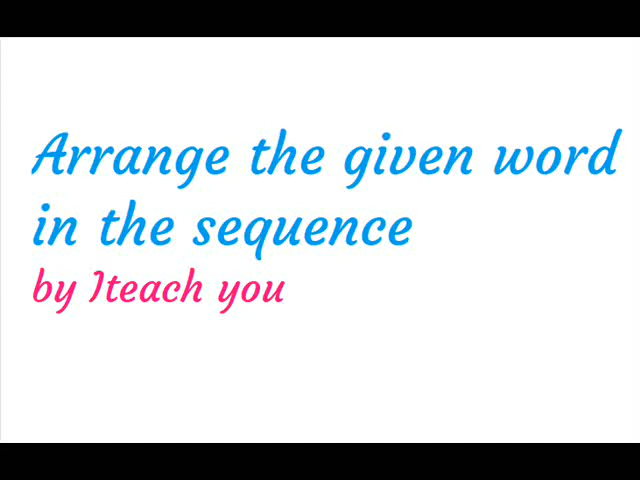 Arrange the given word
in the sequence
by Iteach you